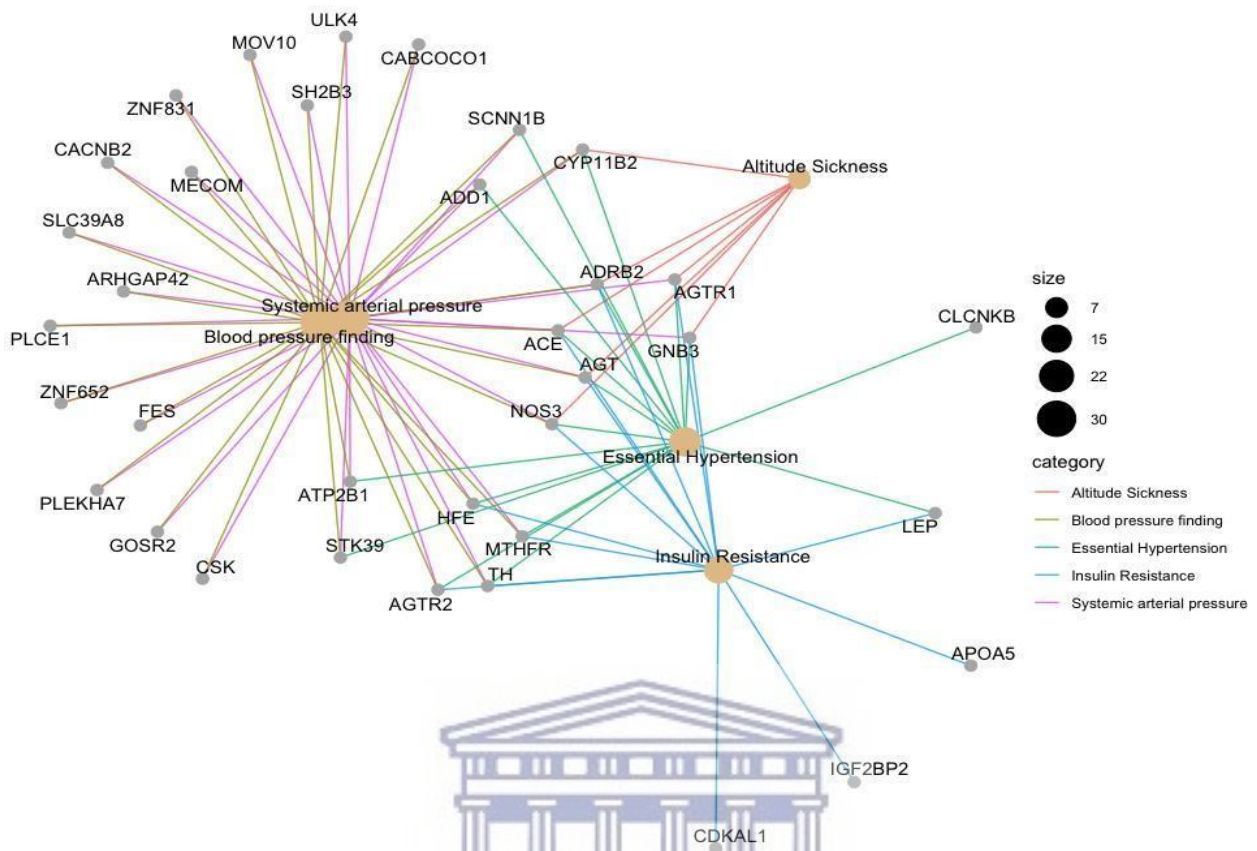 ULK4
MOV10
CABCOCO1
SH2B3
ZNF831
SCNN1B
CACNB2
CYP11B2
Altitude Sickness
MECOM
ADD1
SLC39A8
ARHGAP42
ADRB2
AGTR1
Systemic arterial pressure
Blood pressure finding
PLCE1
ACE
GNB3
CLCNKB
AGT
ZNF652
FES
NOS3
Essential Hypertension
PLEKHA7
ATP2B1
HFE
LEP
GOSR2
STK39
MTHFR
Insulin Resistance
CSK
TH
AGTR2
APOA5
IGF2BP2
CDKAL1
size
7
15
22
30
category
Altitude Sickness
Blood pressure finding
Essential Hypertension
Insulin Resistance
Systemic arterial pressure